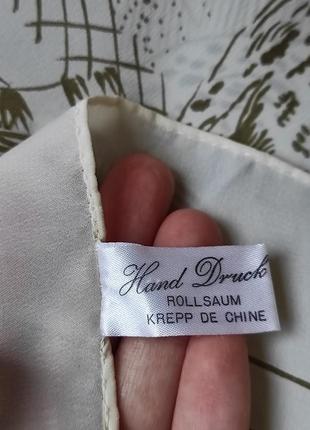 Hand Druck
ROLLSAUM
KREPP DE CHINE